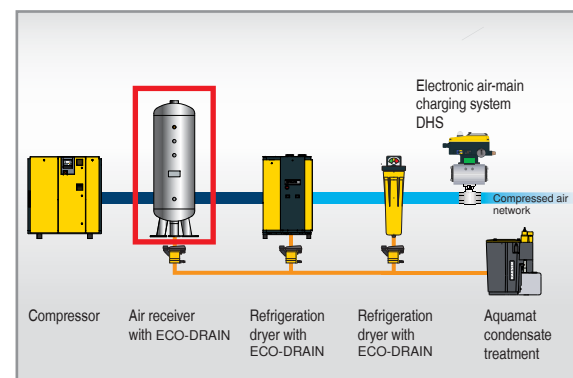 Electronic air-main
charging system
DHS
Compressed air
network
Compressor
Air receiver
with ECO-DRAIN
Refrigeration
dryer with
ECO-DRAIN
Refrigeration
dryer with
ECO-DRAIN
Aquamat
condensate
treatment